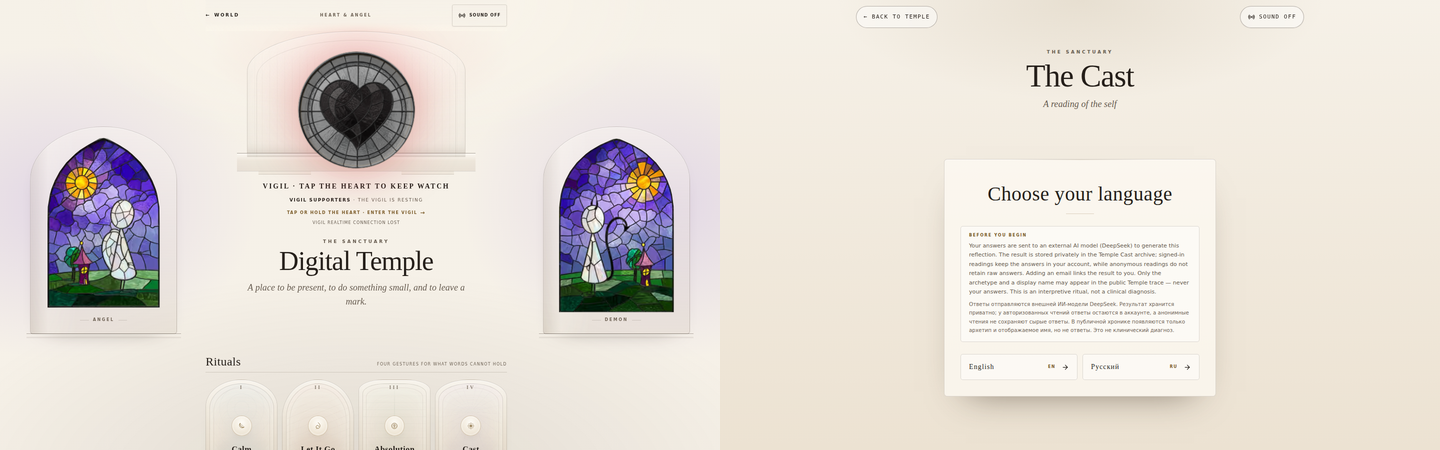 ← WORLD
HEART & ANGEL
SOUND OFF
VIGIL · TAP THE HEART TO KEEP WATCH
VIGIL SUPPORTERS · THE VIGIL IS RESTING
TAP OR HOLD THE HEART · ENTER THE VIGIL →
VIGIL REALTIME CONNECTION LOST
THE SANCTUARY
Digital Temple
A place to be present, to do something small, and to leave a
mark.
ANGEL
DEMON
Rituals
FOUR GESTURES FOR WHAT WORDS CANNOT HOLD
I
II
III
IV
Calm
Let It Go
Absolution
Cast
← BACK TO TEMPLE
SOUND OFF
THE SANCTUARY
The Cast
A reading of the self
Choose your language
BEFORE YOU BEGIN
Your answers are sent to an external AI model (DeepSeek) to generate this
reflection. The result is stored privately in the Temple Cast archive; signed-in
readings keep the answers in your account, while anonymous readings do not
retain raw answers. Adding an email links the result to you. Only the
archetype and a display name may appear in the public Temple trace — never
your answers. This is an interpretive ritual, not a clinical diagnosis.
Ответы отправляются внешней ИИ-модели DeepSeek. Результат хранится
приватно; у авторизованных чтений ответы остаются в аккаунте, а анонимные
чтения не сохраняют сырые ответы. В публичной хронике появляются только
архетип и отображаемое имя, но не ответы. Это не клинический диагноз.
English EN →
Русский RU →